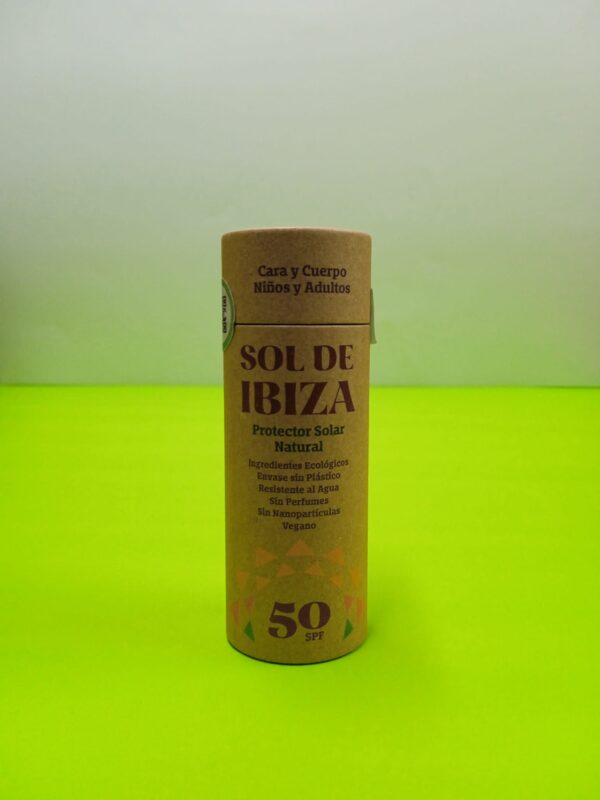 Cara y Cuerpo
Niños y Adultos
SOL DE
IBIZA
Protector Solar
Natural
Ingredientes Ecológicos
Envase sin Plástico
Resistente al Agua
Sin Perfumes
Sin Nanopartículas
Vegano
50
SPF